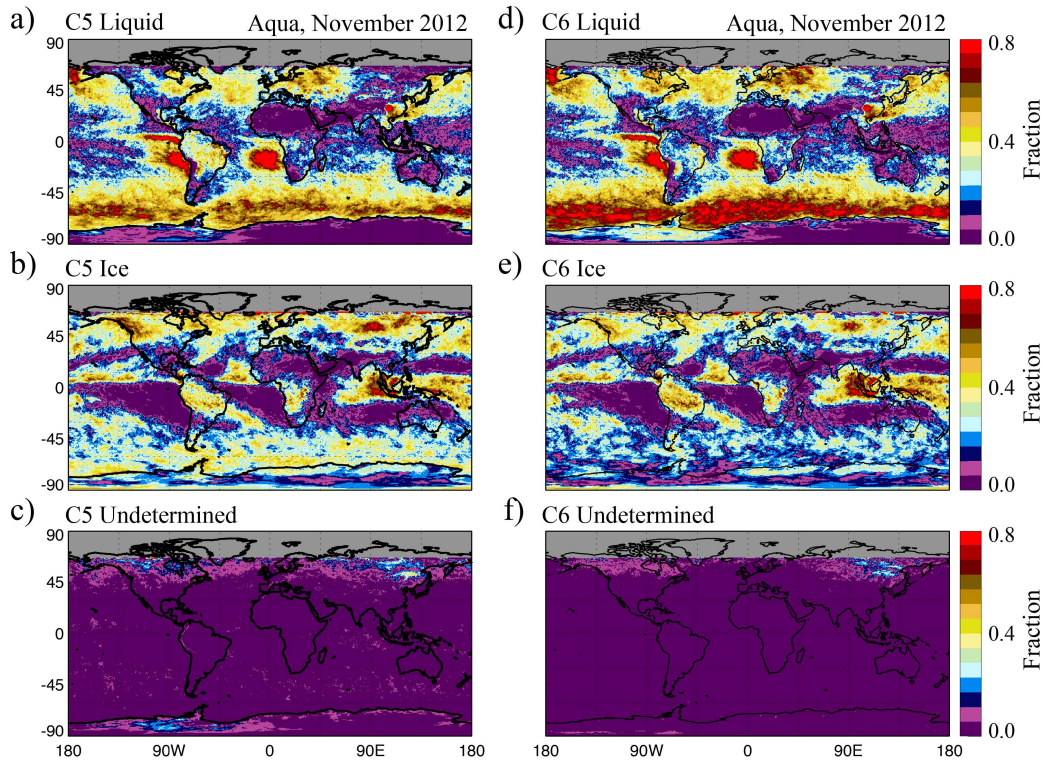 a) C5 Liquid Aqua, November 2012
90
45
0
-45
-90
d) C6 Liquid Aqua, November 2012
0.8
0.4
0.0
Fraction
b) C5 Ice
90
45
0
-45
-90
e) C6 Ice
0.8
0.4
0.0
Fraction
c) C5 Undetermined
90
45
0
-45
-90
180 90W 0 90E 180
f) C6 Undetermined
0.8
0.4
0.0
Fraction
180 90W 0 90E 180